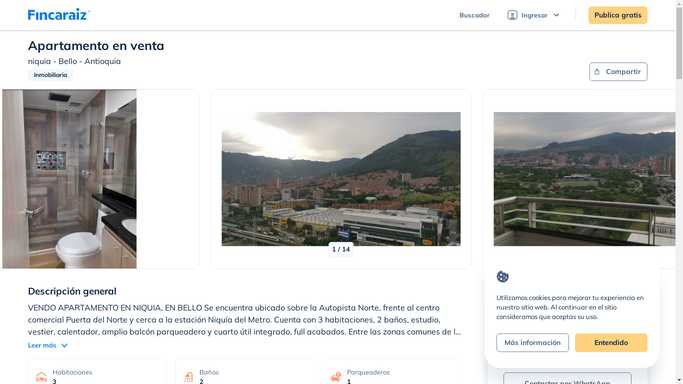 Fincaraiz
Buscador
Ingresar
Publica gratis
Apartamento en venta
niquia - Bello - Antioquia
Inmobiliaria
Compartir
1 / 14
Descripción general
VENDO APARTAMENTO EN NIQUIA, EN BELLO Se encuentra ubicado sobre la Autopista Norte, frente al centro
comercial Puerta del Norte y cerca a la estación Niquía del Metro. Cuenta con 3 habitaciones, 2 baños, estudio,
vestier, calentador, amplio balcón parqueadero y cuarto útil integrado, full acabados. Entre las zonas comunes de l...
Leer más
Habitaciones
3
Baños
2
Parqueaderos
1
Utilizamos cookies para mejorar tu experiencia en
nuestro sitio web. Al continuar en el sitio
consideramos que aceptas su uso.
Más información
Entendido
Contactar por WhatsApp